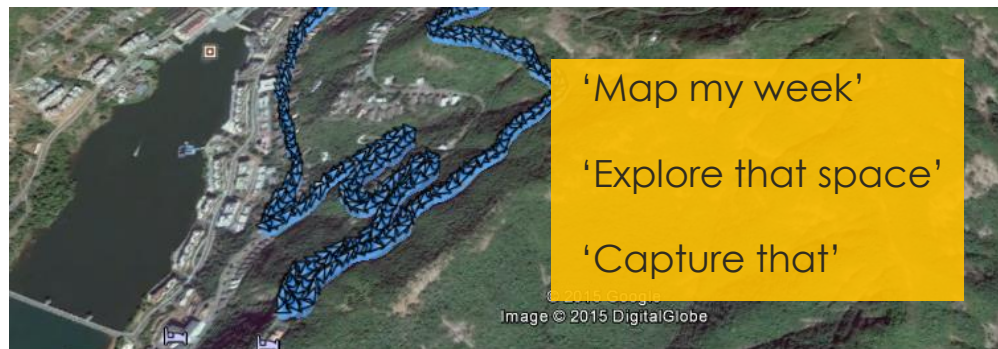 ‘Map my week’
‘Explore that space’
‘Capture that’
© 2015 Google
Image © 2015 DigitalGlobe